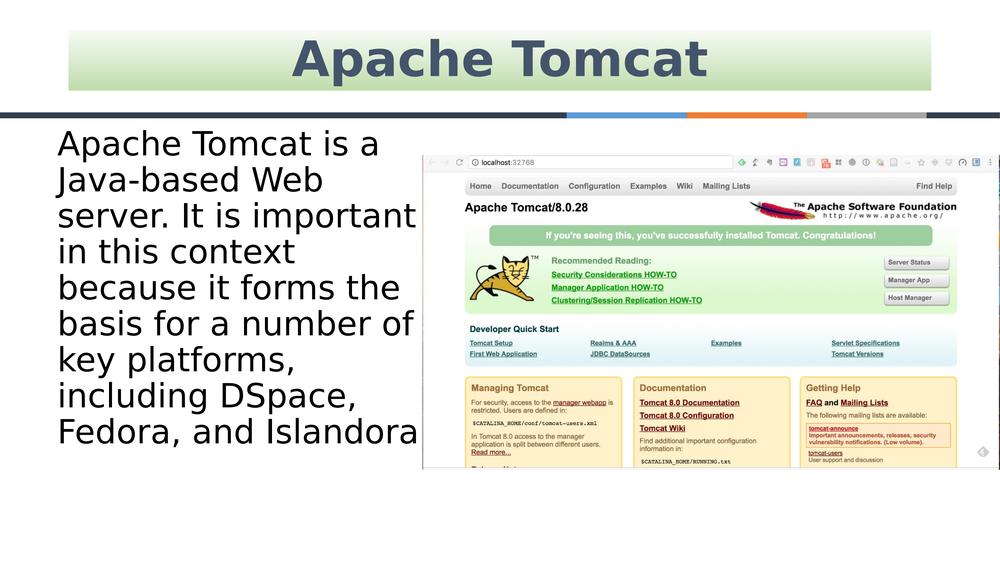 Apache Tomcat
Apache Tomcat is a
Java-based Web
server. It is important
in this context
because it forms the
basis for a number of
key platforms,
including DSpace,
Fedora, and Islandora
localhost:32768
Home Documentation Configuration Examples Wiki Mailing Lists Find Help
Apache Tomcat/8.0.28
The Apache Software Foundation
http://www.apache.org/
If you're seeing this, you've successfully installed Tomcat. Congratulations!
TM
Recommended Reading:
Security Considerations HOW-TO
Manager Application HOW-TO
Clustering/Session Replication HOW-TO
Server Status
Manager App
Host Manager
Developer Quick Start
Tomcat Setup Realms & AAA Examples Servlet Specifications
First Web Application JDBC DataSources Tomcat Versions
Managing Tomcat
For security, access to the manager webapp is
restricted. Users are defined in:
$CATALINA_HOME/conf/tomcat-users.xml
In Tomcat 8.0 access to the manager
application is split between different users.
Read more...
Documentation
Tomcat 8.0 Documentation
Tomcat 8.0 Configuration
Tomcat Wiki
Find additional important configuration
information in:
$CATALINA_HOME/RUNNING.txt
Getting Help
FAQ and Mailing Lists
The following mailing lists are available:
tomcat-announce
Important announcements, releases, security
vulnerability notifications. (Low volume).
tomcat-users
User support and discussion